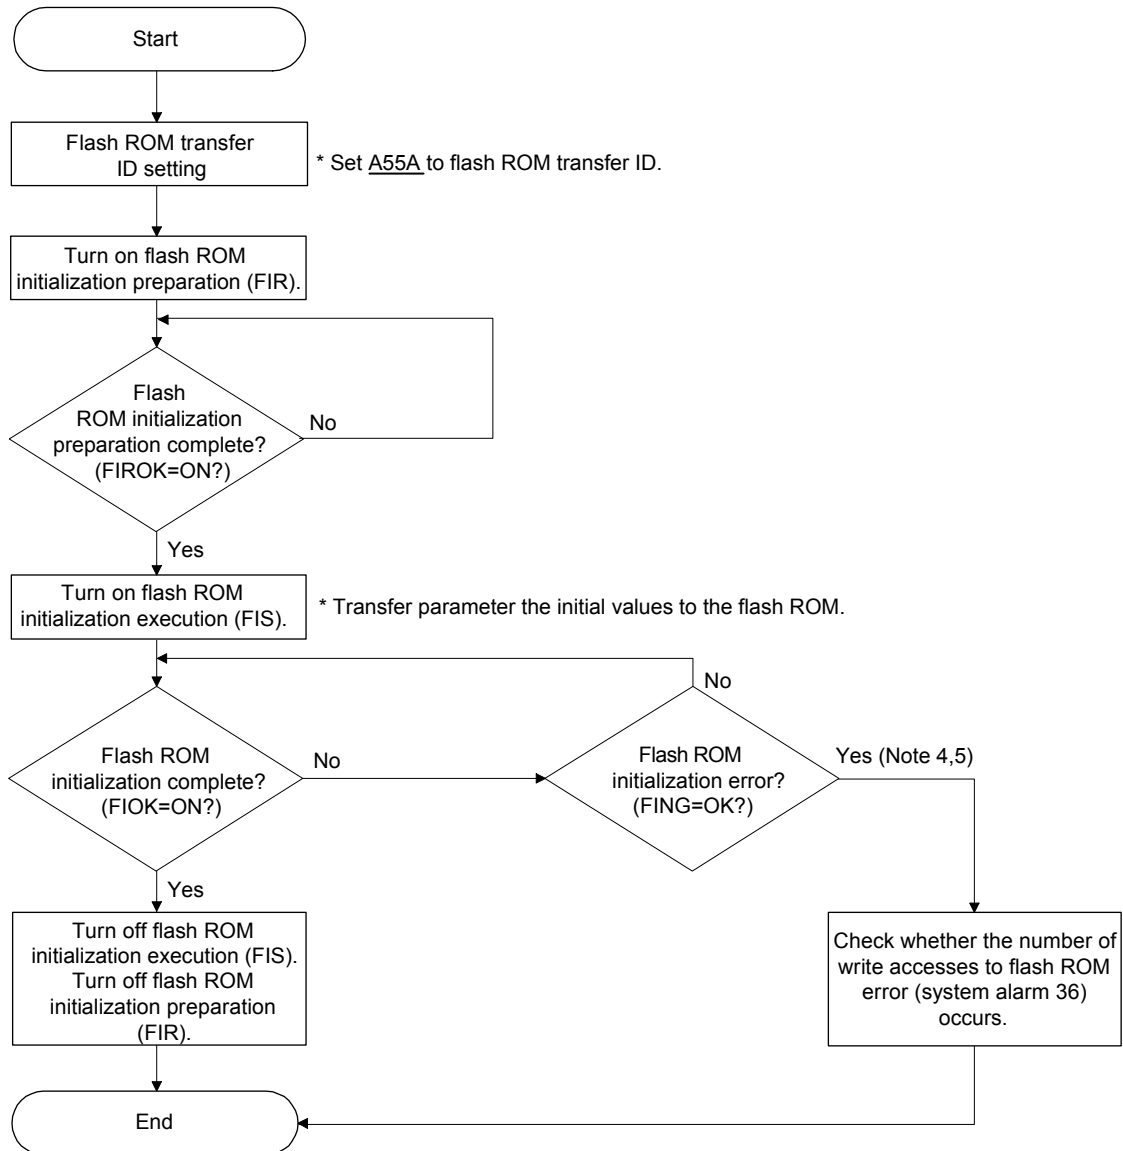 Start
Flash ROM transfer
ID setting
* Set A55A to flash ROM transfer ID.
Turn on flash ROM
initialization preparation (FIR).
Flash
ROM initialization
preparation complete?
(FIROK=ON?)
No
Yes
Turn on flash ROM
initialization execution (FIS).
* Transfer parameter the initial values to the flash ROM.
Flash ROM
initialization complete?
(FIOK=ON?)
No
Flash ROM
initialization error?
(FING=OK?)
No
Yes (Note 4,5)
Yes
Turn off flash ROM
initialization execution (FIS).
Turn off flash ROM
initialization preparation
(FIR).
Check whether the number of
write accesses to flash ROM
error (system alarm 36)
occurs.
End